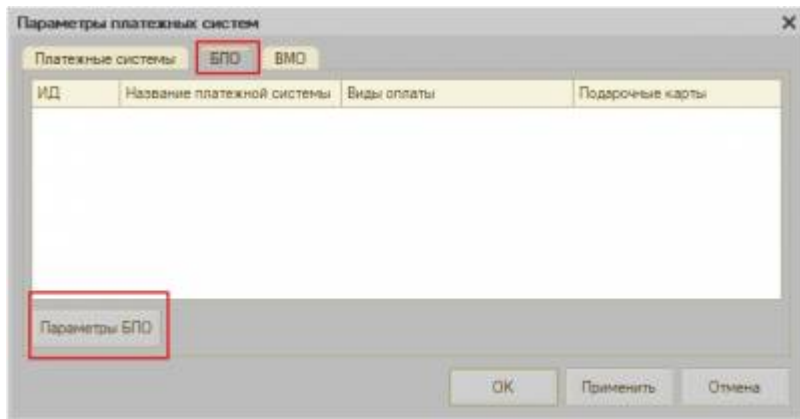 Параметры платежных систем
Платежные системы БПО ВМО
ИД Название платежной системы Виды оплаты Подарочные карты
Параметры БПО
OK Применить Отмена